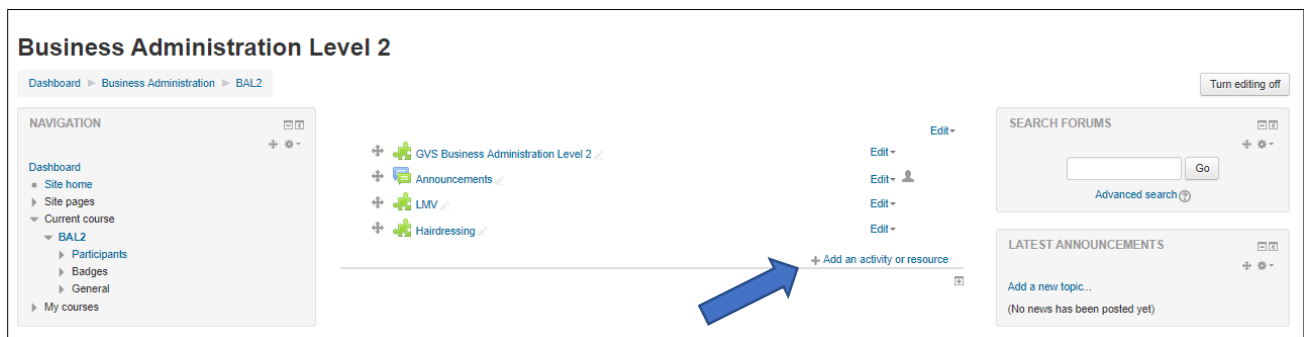 Business Administration Level 2
Dashboard ► Business Administration ► BAL2
Turn editing off
NAVIGATION
Dashboard
Site home
Site pages
Current course
BAL2
Participants
Badges
General
My courses
Edit
GVS Business Administration Level 2
Edit
Announcements
Edit
LMV
Edit
Hairdressing
Edit
Add an activity or resource
SEARCH FORUMS
Go
Advanced search
LATEST ANNOUNCEMENTS
Add a new topic...
(No news has been posted yet)